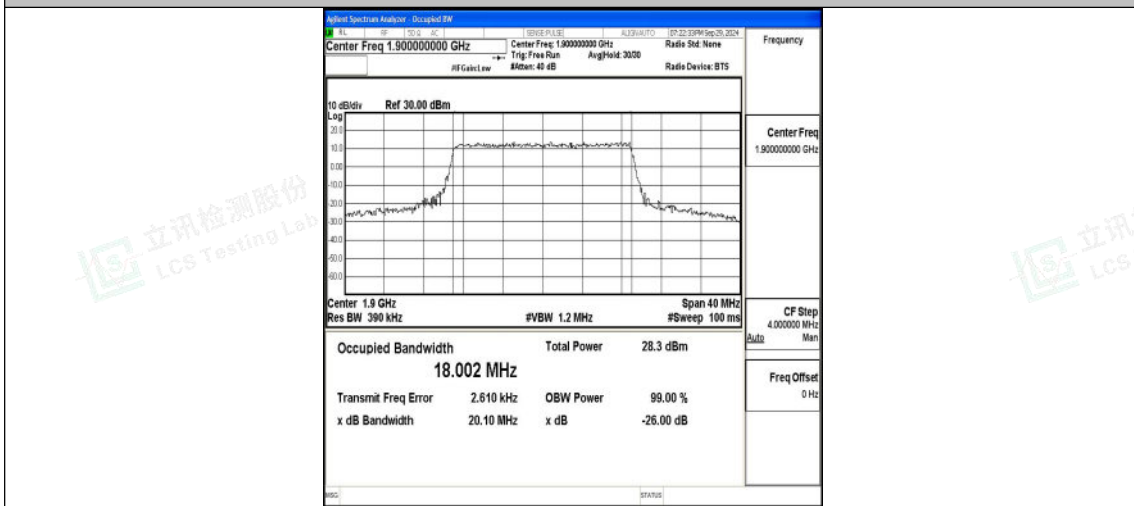 Agilent Spectrum Analyzer - Occupied BW
RL RF 50 Ω AC SENSE:PULSE ALIGNAUTO 07:22:33PM Sep 29, 2024
Center Freq 1.900000000 GHz
Center Freq: 1.900000000 GHz
Radio Std: None
Trig: Free Run Avg|Hold: 30/30
#IFGain:Low #Atten: 40 dB Radio Device: BTS
10 dB/div Ref 30.00 dBm
Log
20.0
10.0
0.00
-10.0
-20.0
-30.0
-40.0
-50.0
-60.0
Center 1.9 GHz Span 40 MHz
Res BW 390 kHz #VBW 1.2 MHz #Sweep 100 ms
Occupied Bandwidth Total Power 28.3 dBm
18.002 MHz
Transmit Freq Error 2.610 kHz OBW Power 99.00 %
x dB Bandwidth 20.10 MHz x dB -26.00 dB
MSG STATUS
Frequency
Center Freq
1.900000000 GHz
CF Step
4.000000 MHz
Auto Man
Freq Offset
0 Hz
立讯检测股份
LCS Testing Lab
立讯
LCS